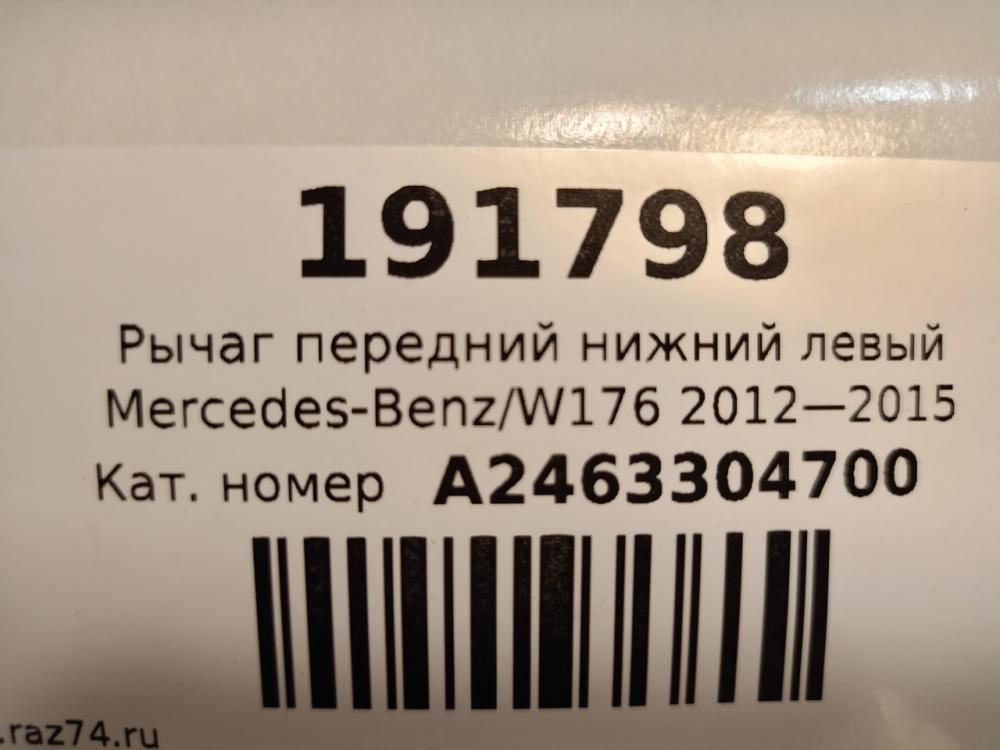 191798
Рычаг передний нижний левый
Mercedes-Benz/W176 2012—2015
Кат. номер A2463304700
.raz74.ru